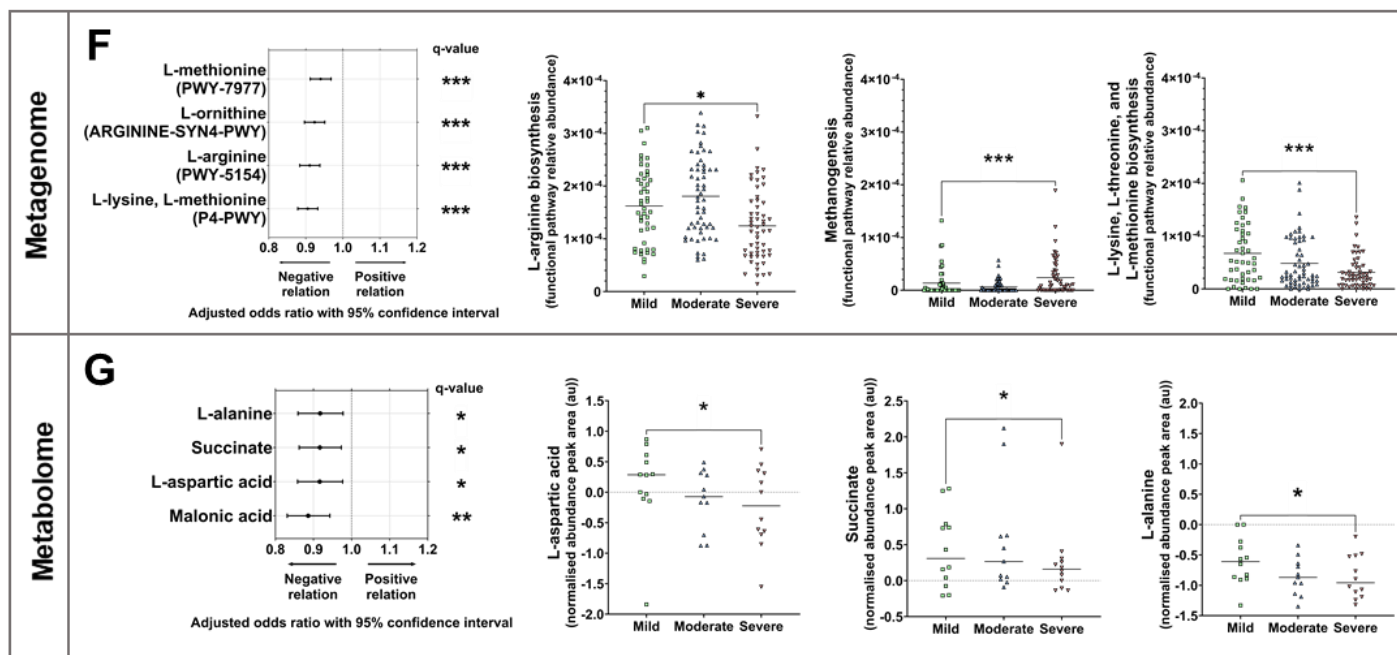 Metagenome
F
q-value
L-methionine
(PWY-7977)
***
L-ornithine
(ARGININE-SYN4-PWY)
***
L-arginine
(PWY-5154)
***
L-lysine, L-methionine
(P4-PWY)
***
0.8 0.9 1.0 1.1 1.2
Negative relation
Positive relation
Adjusted odds ratio with 95% confidence interval
L-arginine biosynthesis
(functional pathway relative abundance)
4×10⁻⁴
3×10⁻⁴
2×10⁻⁴
1×10⁻⁴
0
*
Mild Moderate Severe
Methanogenesis
(functional pathway relative abundance)
4×10⁻⁴
3×10⁻⁴
2×10⁻⁴
1×10⁻⁴
0
***
Mild Moderate Severe
L-lysine, L-threonine, and
L-methionine biosynthesis
(functional pathway relative abundance)
4×10⁻⁴
3×10⁻⁴
2×10⁻⁴
1×10⁻⁴
0
***
Mild Moderate Severe
Metabolome
G
q-value
L-alanine *
Succinate *
L-aspartic acid *
Malonic acid **
0.8 0.9 1.0 1.1 1.2
Negative relation
Positive relation
Adjusted odds ratio with 95% confidence interval
L-aspartic acid
(normalised abundance peak area (au))
1.5
1.0
0.5
0.0
-0.5
-1.0
-1.5
-2.0
*
Mild Moderate Severe
Succinate
(normalised abundance peak area (au))
2.5
2.0
1.5
1.0
0.5
0.0
-0.5
*
Mild Moderate Severe
L-alanine
(normalised abundance peak area (au))
2.0
1.5
1.0
0.5
0.0
-0.5
-1.0
-1.5
*
Mild Moderate Severe